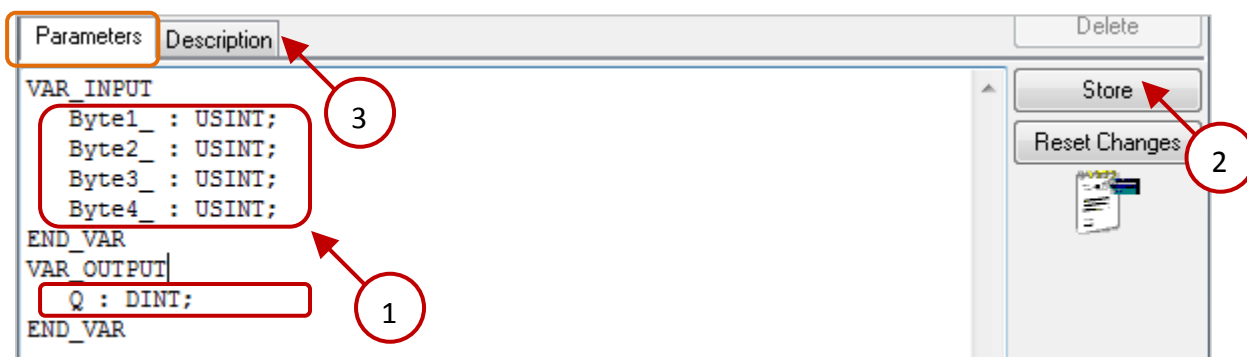 Parameters Description Delete
VAR_INPUT Store
Byte1_ : USINT; 3
Byte2_ : USINT; Reset Changes
Byte3_ : USINT; 2
Byte4_ : USINT;
END_VAR
VAR_OUTPUT
Q : DINT; 1
END_VAR